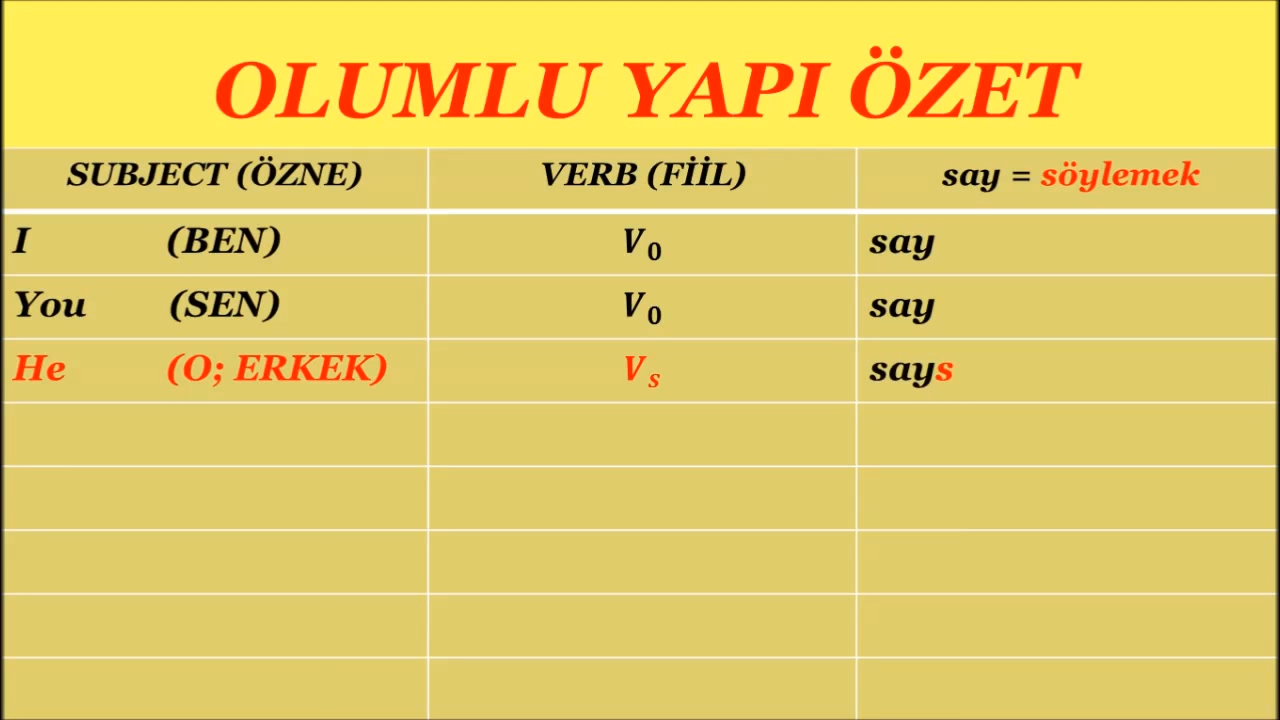 OLUMLU YAPI ÖZET
SUBJECT (ÖZNE) VERB (FİİL) say = söylemek
I (BEN) V₀ say
You (SEN) V₀ say
He (O; ERKEK) Vₛ says